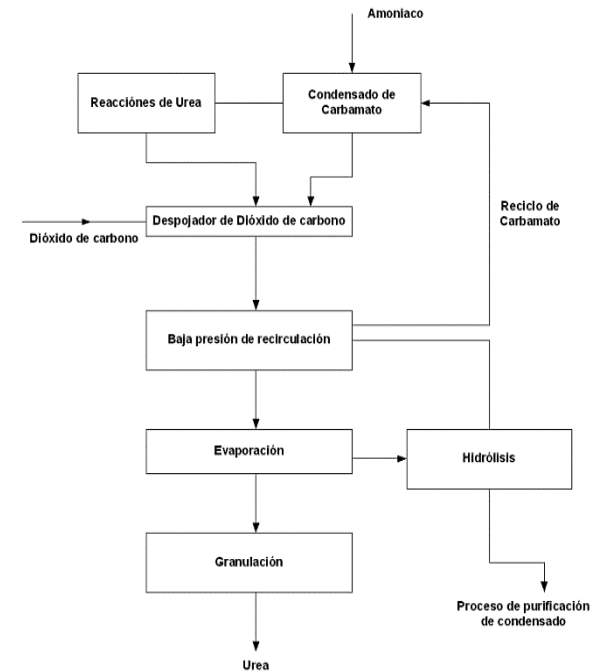 Amoniaco
Reacciónes de Urea
Condensado de
Carbamato
Reciclo de
Carbamato
Despojador de Dióxido de carbono
Dióxido de carbono
Baja presión de recirculación
Evaporación
Hidrólisis
Granulación
Proceso de purificación
de condensado
Urea